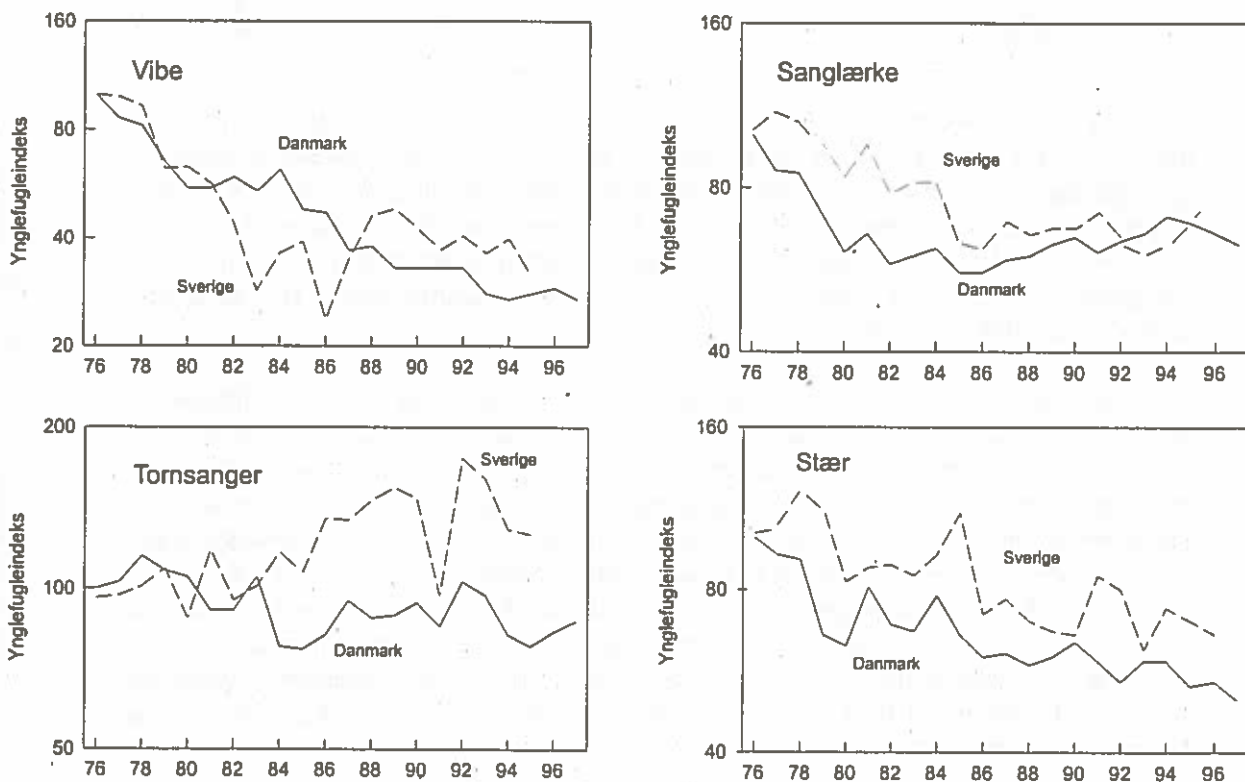 Vibe
Ynglefugleindeks
160
80
40
20
Danmark
Sverige
76 78 80 82 84 86 88 90 92 94 96
Sanglærke
Ynglefugleindeks
160
80
40
Sverige
Danmark
76 78 80 82 84 86 88 90 92 94 96
Tornsanger
Ynglefugleindeks
200
100
50
Sverige
Danmark
76 78 80 82 84 86 88 90 92 94 96
Stær
Ynglefugleindeks
160
80
40
Sverige
Danmark
76 78 80 82 84 86 88 90 92 94 96